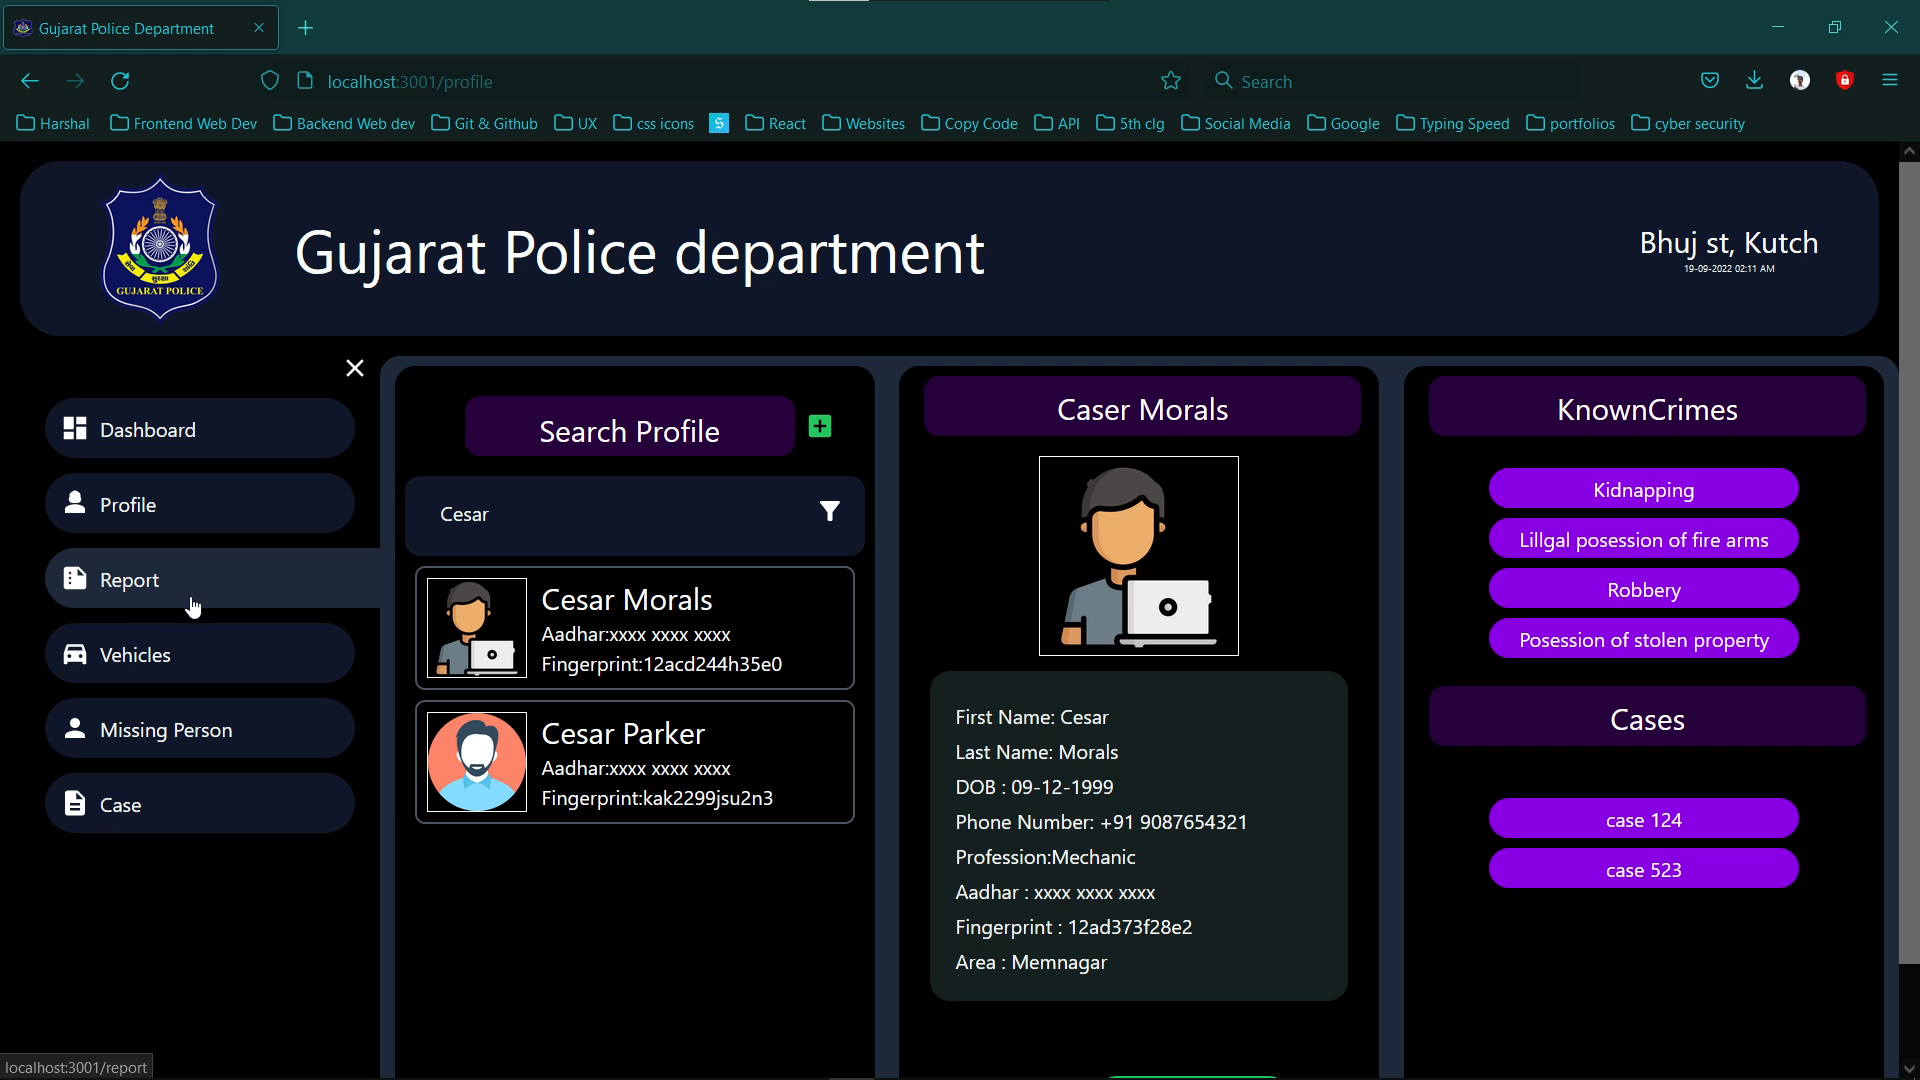 Gujarat Police Department
localhost:3001/profile
Search
Harshal
Frontend Web Dev
Backend Web dev
Git & Github
UX
css icons
S
React
Websites
Copy Code
API
5th clg
Social Media
Google
Typing Speed
portfolios
cyber security
GUJARAT POLICE
Gujarat Police department
Bhuj st, Kutch
19-09-2022 02:11 AM
Dashboard
Profile
Report
Vehicles
Missing Person
Case
Search Profile
Cesar
Cesar Morals
Aadhar:xxxx xxxx xxxx
Fingerprint:12acd244h35e0
Cesar Parker
Aadhar:xxxx xxxx xxxx
Fingerprint:kak2299jsu2n3
Caser Morals
First Name: Cesar
Last Name: Morals
DOB : 09-12-1999
Phone Number: +91 9087654321
Profession:Mechanic
Aadhar : xxxx xxxx xxxx
Fingerprint : 12ad373f28e2
Area : Memnagar
KnownCrimes
Kidnapping
Lillgal posession of fire arms
Robbery
Posession of stolen property
Cases
case 124
case 523
localhost:3001/report